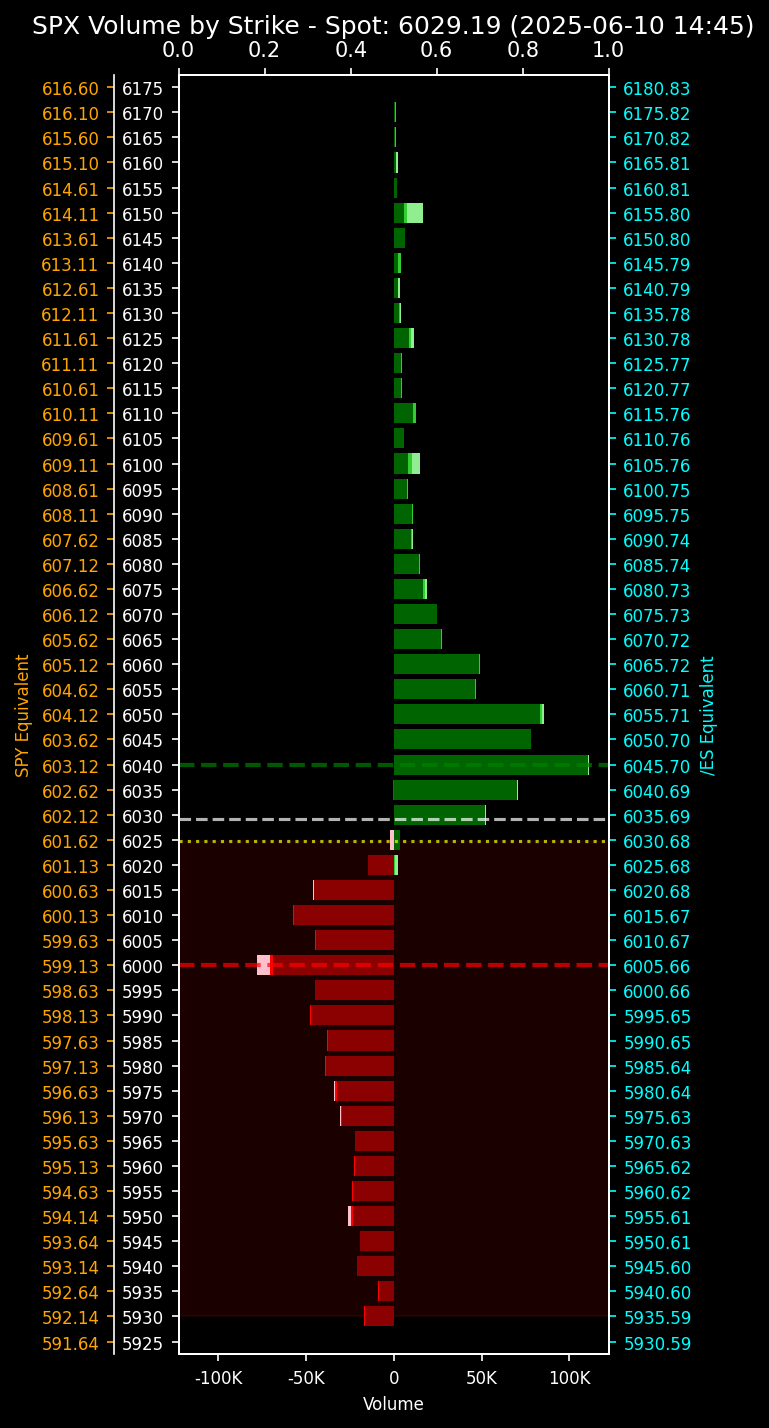 SPX Volume by Strike - Spot: 6029.19 (2025-06-10 14:45)
0.0 0.2 0.4 0.6 0.8 1.0
616.60 6175 6180.83
616.10 6170 6175.82
615.60 6165 6170.82
615.10 6160 6165.81
614.61 6155 6160.81
614.11 6150 6155.80
613.61 6145 6150.80
613.11 6140 6145.79
612.61 6135 6140.79
612.11 6130 6135.78
611.61 6125 6130.78
611.11 6120 6125.77
610.61 6115 6120.77
610.11 6110 6115.76
609.61 6105 6110.76
609.11 6100 6105.76
608.61 6095 6100.75
608.11 6090 6095.75
607.62 6085 6090.74
607.12 6080 6085.74
606.62 6075 6080.73
606.12 6070 6075.73
605.62 6065 6070.72
605.12 6060 6065.72
604.62 6055 6060.71
604.12 6050 6055.71
603.62 6045 6050.70
603.12 6040 6045.70
602.62 6035 6040.69
602.12 6030 6035.69
601.62 6025 6030.68
601.13 6020 6025.68
600.63 6015 6020.68
600.13 6010 6015.67
599.63 6005 6010.67
599.13 6000 6005.66
598.63 5995 6000.66
598.13 5990 5995.65
597.63 5985 5990.65
597.13 5980 5985.64
596.63 5975 5980.64
596.13 5970 5975.63
595.63 5965 5970.63
595.13 5960 5965.62
594.63 5955 5960.62
594.14 5950 5955.61
593.64 5945 5950.61
593.14 5940 5945.60
592.64 5935 5940.60
592.14 5930 5935.59
591.64 5925 5930.59
SPY Equivalent
/ES Equivalent
-100K -50K 0 50K 100K
Volume